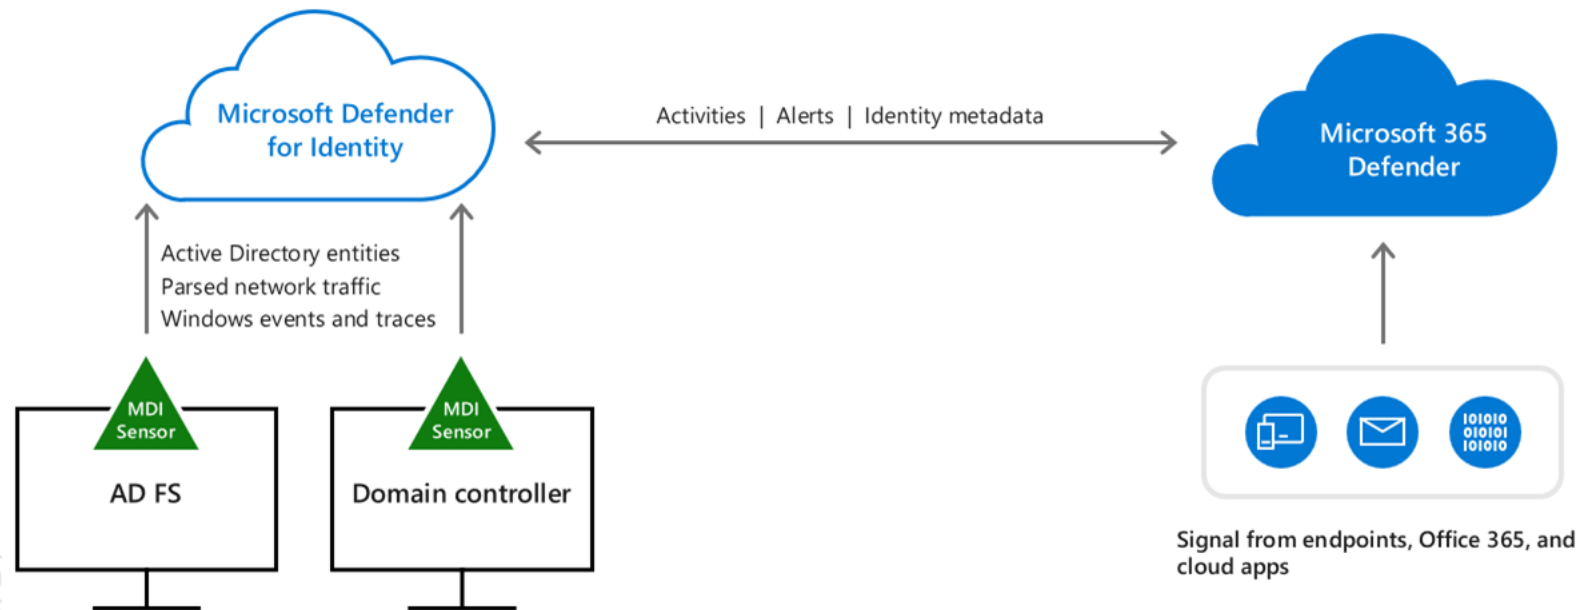 Microsoft Defender
for Identity
Activities | Alerts | Identity metadata
Microsoft 365
Defender
Active Directory entities
Parsed network traffic
Windows events and traces
MDI
Sensor
AD FS
MDI
Sensor
Domain controller
101010
010101
101010
Signal from endpoints, Office 365, and
cloud apps